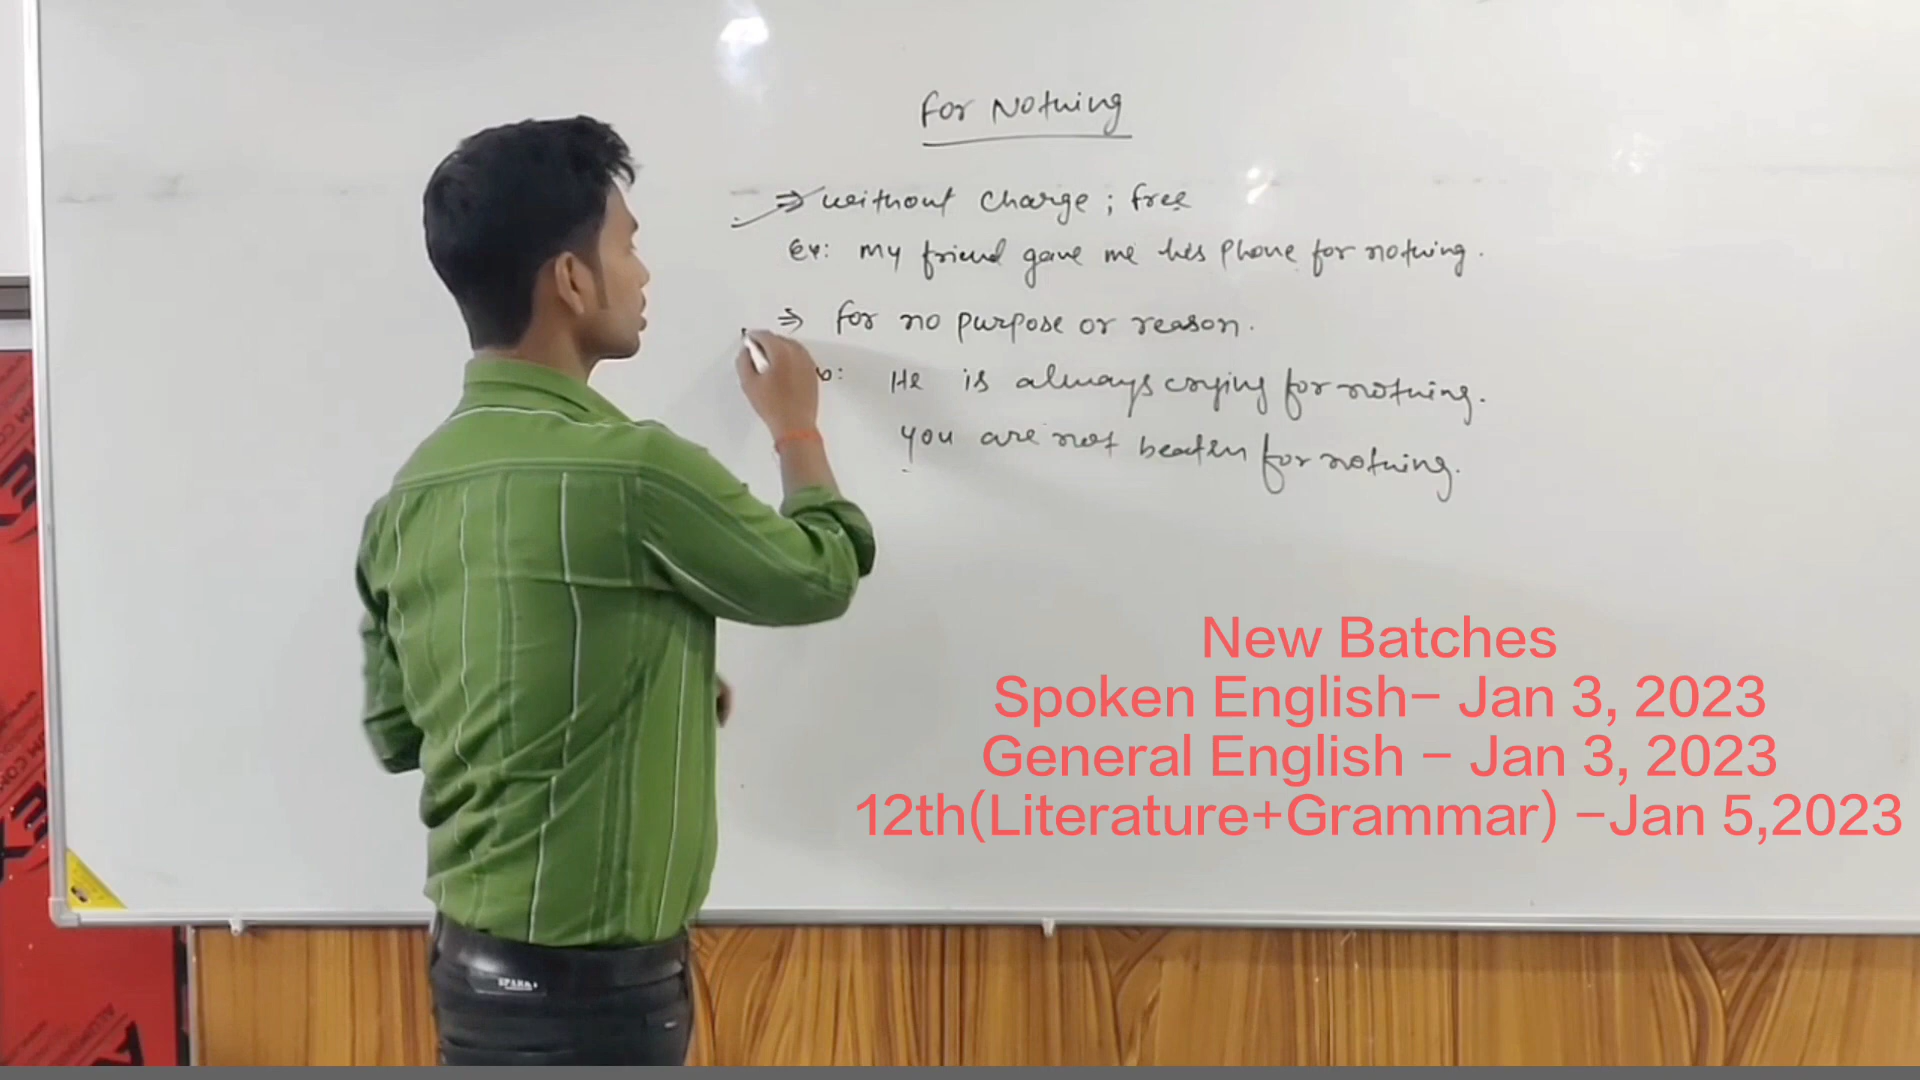 For Nothing
⇒ without charge ; free
Ex: My friend gave me his phone for nothing.
⇒ for no purpose or reason.
He is always crying for nothing.
you are not beaten for nothing.
New Batches
Spoken English– Jan 3, 2023
General English – Jan 3, 2023
12th(Literature+Grammar) –Jan 5,2023